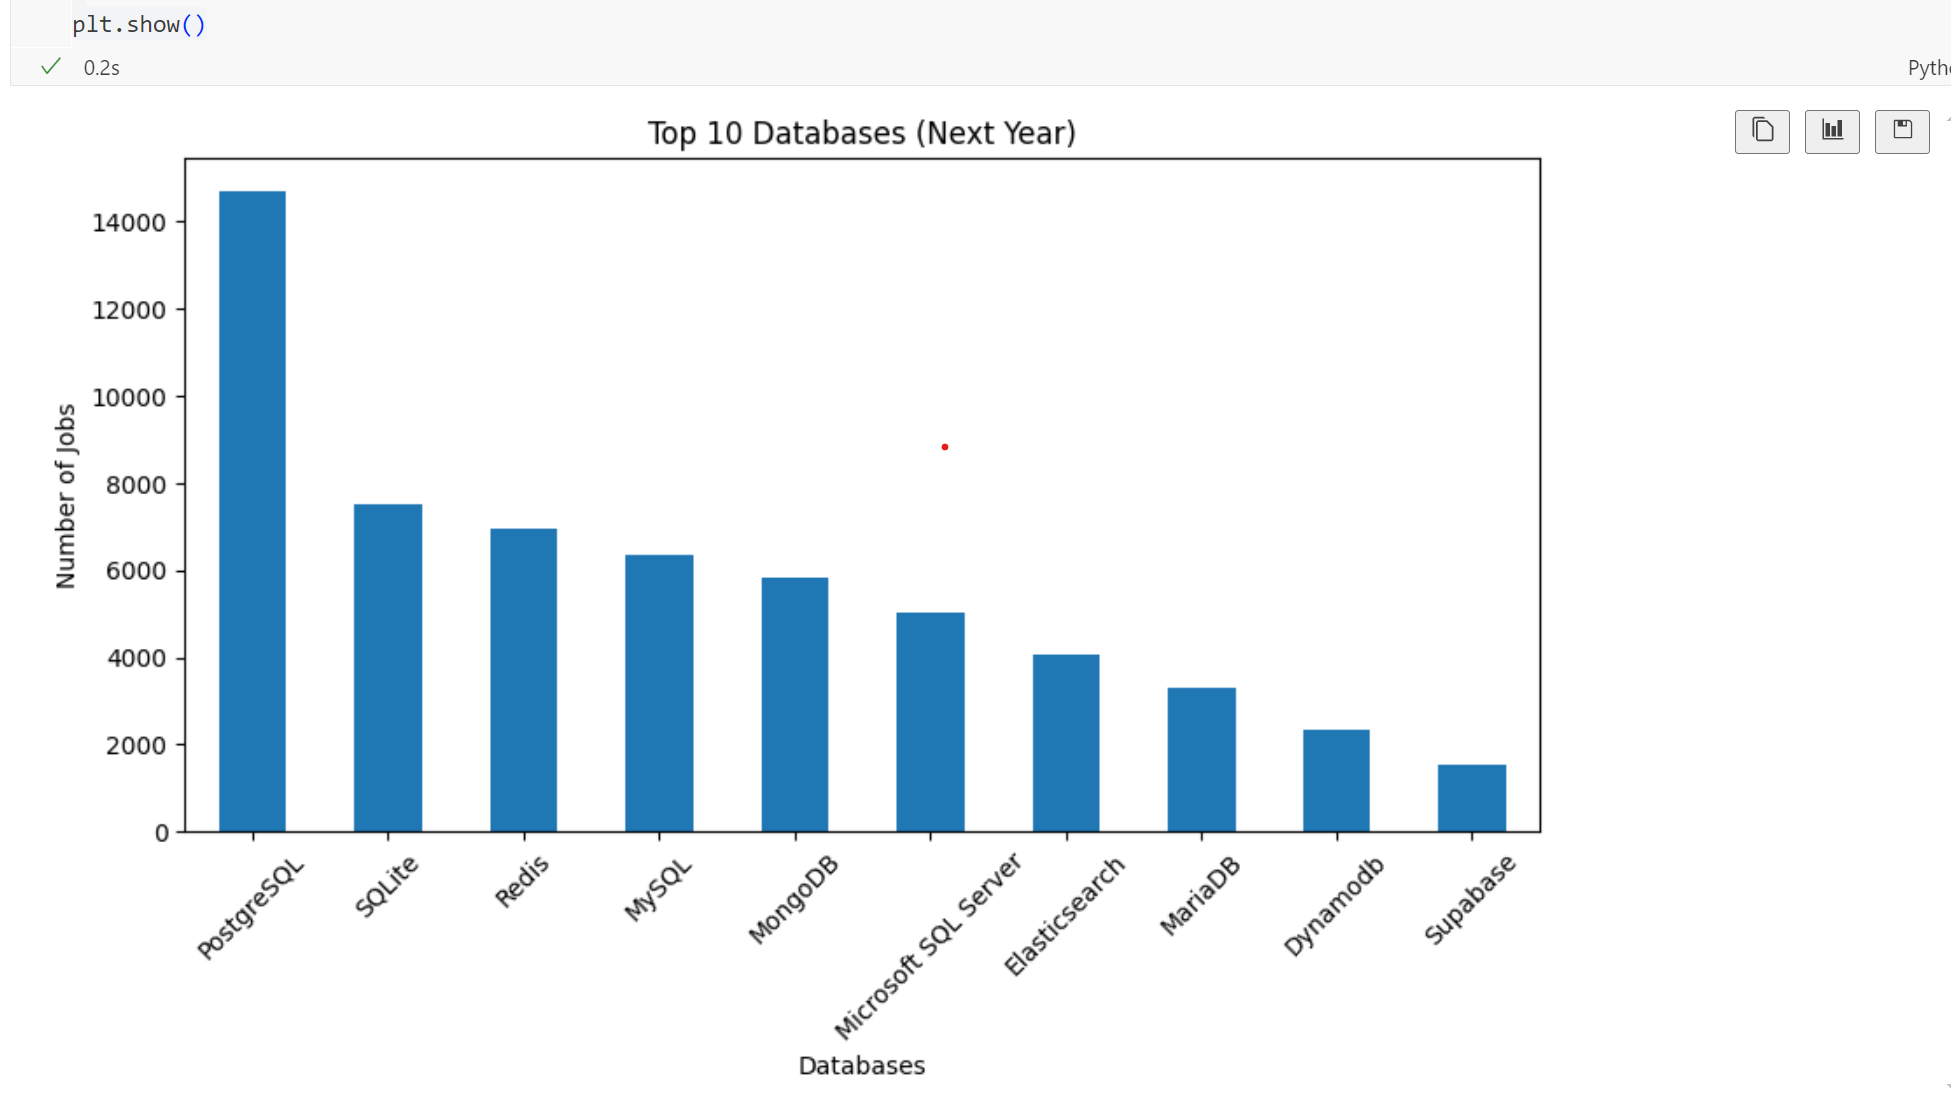 plt.show()
0.2s
Pyth
Top 10 Databases (Next Year)
14000
12000
10000
8000
6000
4000
2000
0
Number of Jobs
PostgreSQL
SQLite
Redis
MySQL
MongoDB
Microsoft SQL Server
Elasticsearch
MariaDB
Dynamodb
Supabase
Databases